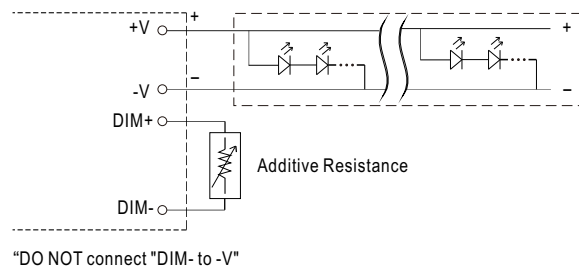 +V
+
+
-V
−
−
DIM+
Additive Resistance
DIM-
“DO NOT connect "DIM- to -V"